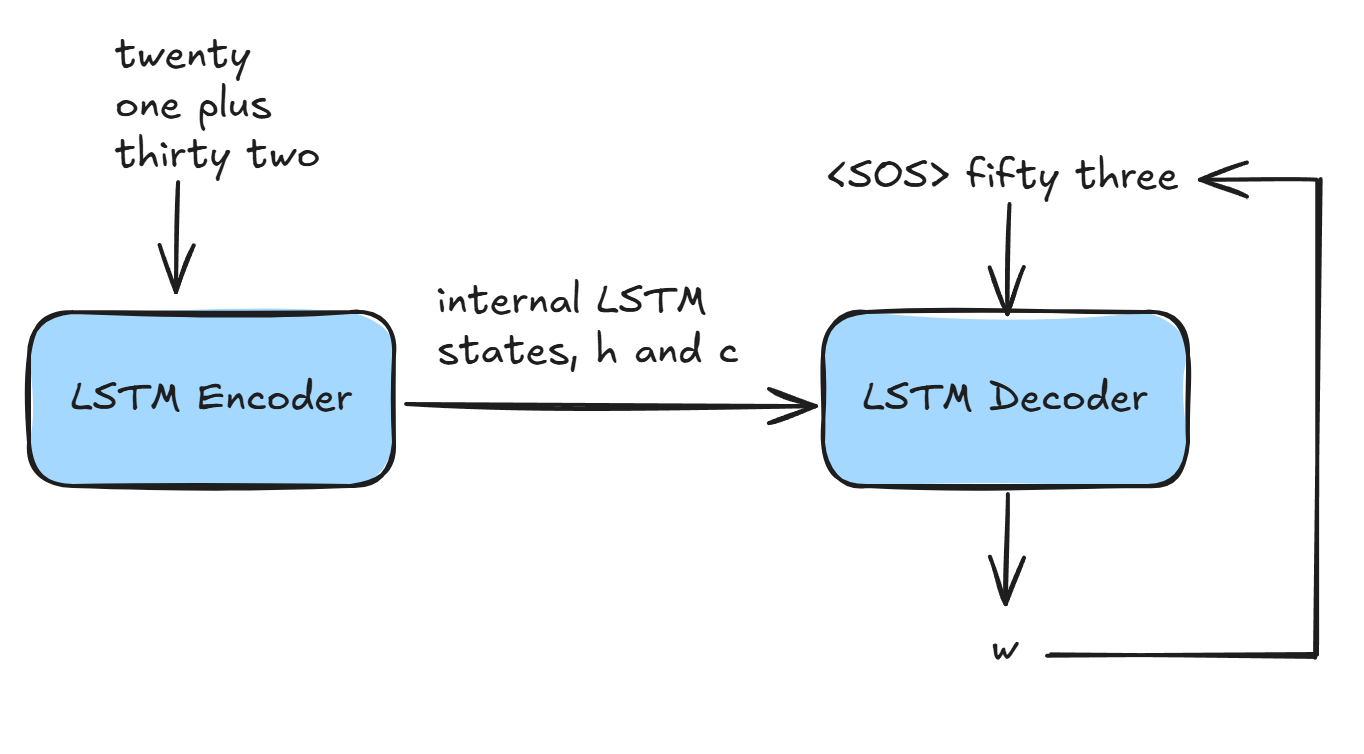 twenty
one plus
thirty two
<SOS> fifty three
internal LSTM
states, h and c
LSTM Encoder
LSTM Decoder
w